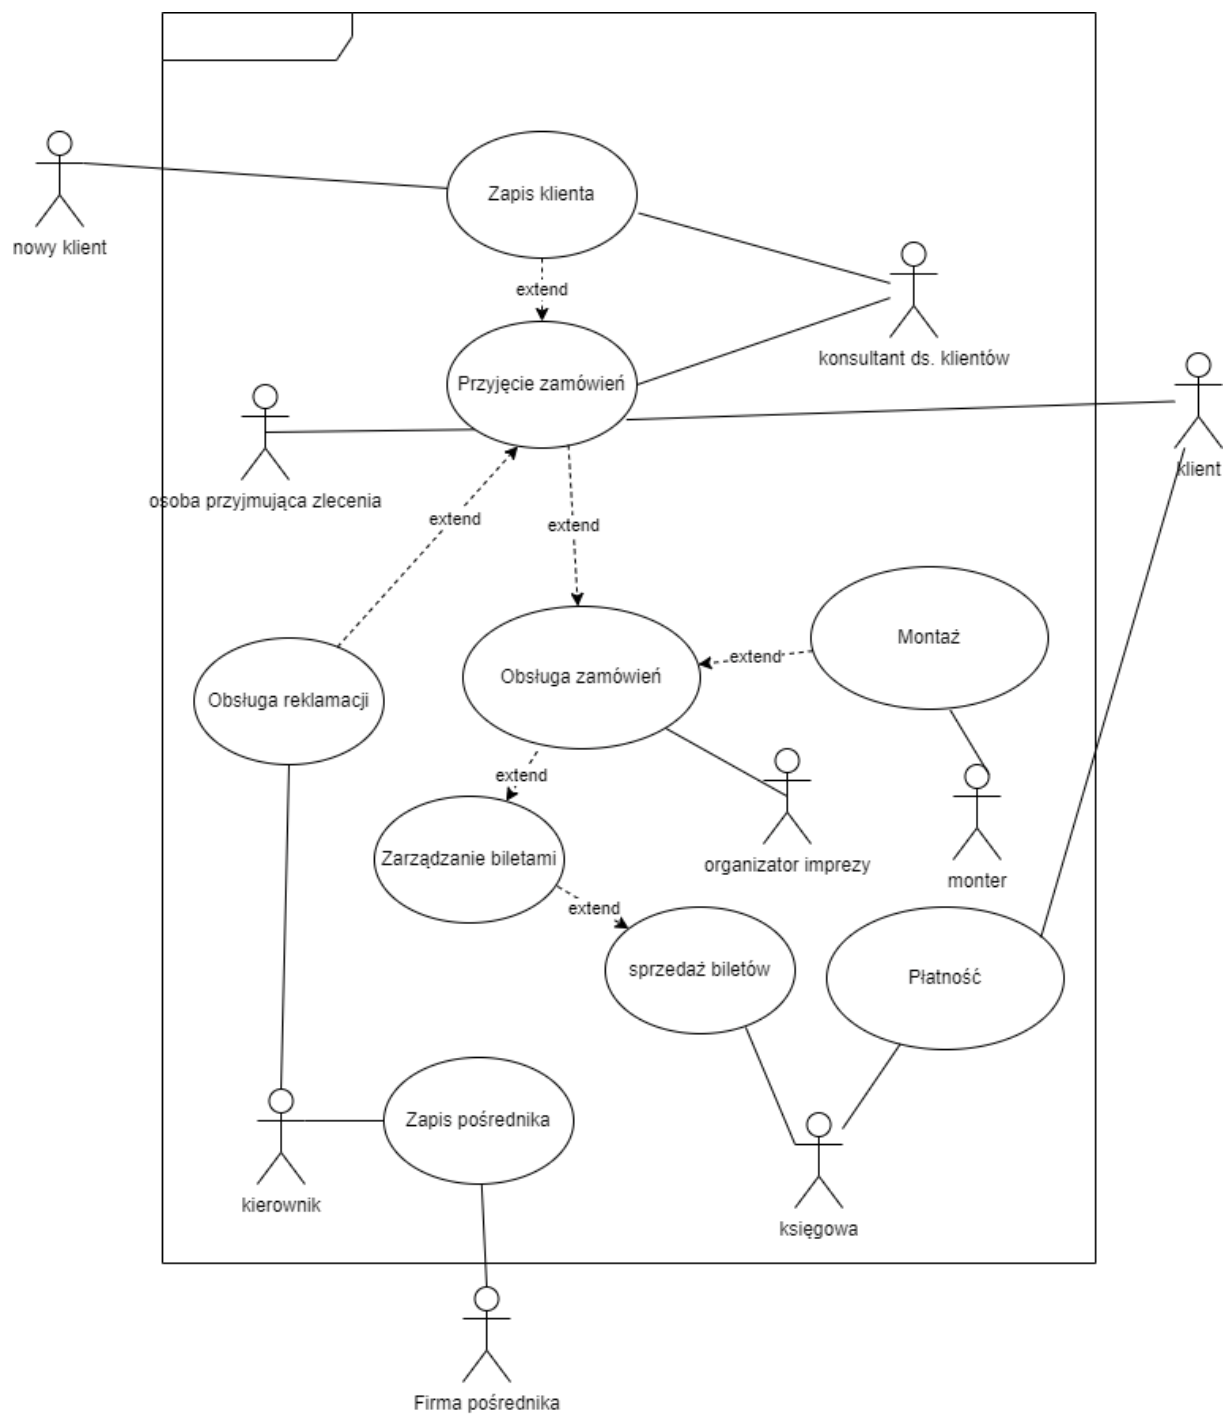 Zapis klienta
nowy klient
extend
konsultant ds. klientów
Przyjęcie zamówień
klient
osoba przyjmująca zlecenia
extend
extend
Montaż
extend
Obsługa zamówień
Obsługa reklamacji
extend
Zarządzanie biletami
organizator imprezy
monter
extend
sprzedaż biletów
Płatność
Zapis pośrednika
kierownik
księgowa
Firma pośrednika